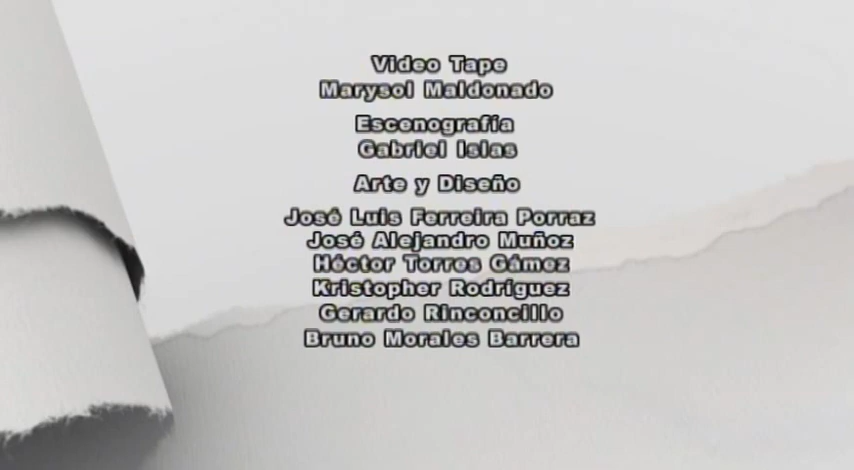 Video Tape
Marysol Maldonado
Escenografía
Gabriel Islas
Arte y Diseño
José Luis Ferreira Porraz
José Alejandro Muñoz
Héctor Torres Gámez
Kristopher Rodríguez
Gerardo Rinconcillo
Bruno Morales Barrera